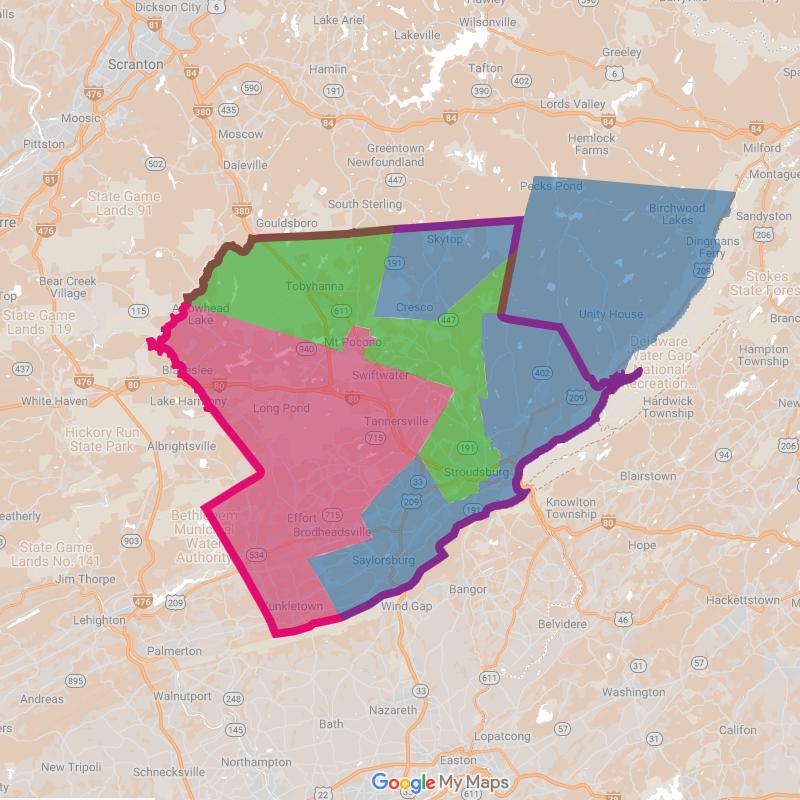 Dickson City
6
Hawley
Wilsonville
Lake Ariel
81
Lakeville
Greeley
Scranton
84
Hamlin
Tafton
402
6
476
590
191
390
Lords Valley
Moosic
435
380
84
84
84
84
Pittston
Moscow
Hemlock
Farms
Milford
502
Daleville
Greentown
Newfoundland
81
447
Pecks Pond
Montague
State Game
Lands 91
South Sterling
Birchwood
Lakes
Sandyston
380
Gouldsboro
206
476
Skytop
Dingmans
Ferry
191
209
Bear Creek
Village
Tobyhanna
Stokes
State Forest
Top
115
Arrowhead
Lake
611
Cresco
447
Unity House
State Game
Lands 119
Mt Pocono
940
Delaware
Water Gap
National
Recreation...
Hampton
Township
437
Swiftwater
402
476
80
80
White Haven
Lake Harmony
80
209
Hardwick
Township
Long Pond
Tannersville
Hickory Run
State Park
Albrightsville
715
191
94
Stroudsburg
Blairstown
33
209
191
Bethlehem
Municipal
Water
Authority
Effort
715
Brodheadsville
Knowlton
Township
80
903
534
Hope
State Game
Lands No. 141
Saylorsburg
Jim Thorpe
476
209
Kunkletown
Wind Gap
Bangor
Hackettstown
Lehighton
Belvidere
46
Palmerton
31
57
895
611
Andreas
Walnutport
33
Washington
248
Nazareth
145
Bath
57
Califon
Lopatcong
31
Northampton
Easton
New Tripoli
Schnecksville
22
Google My Maps
78